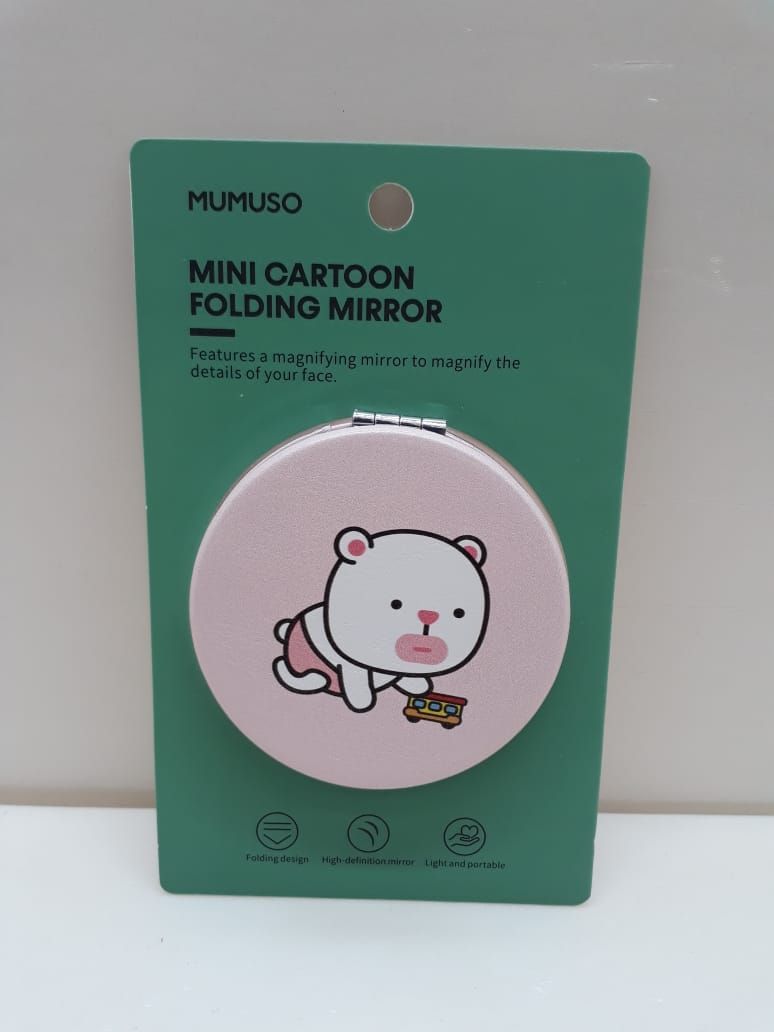 MUMUSO
MINI CARTOON
FOLDING MIRROR
Features a magnifying mirror to magnify the
details of your face.
Folding design High-definition mirror Light and portable